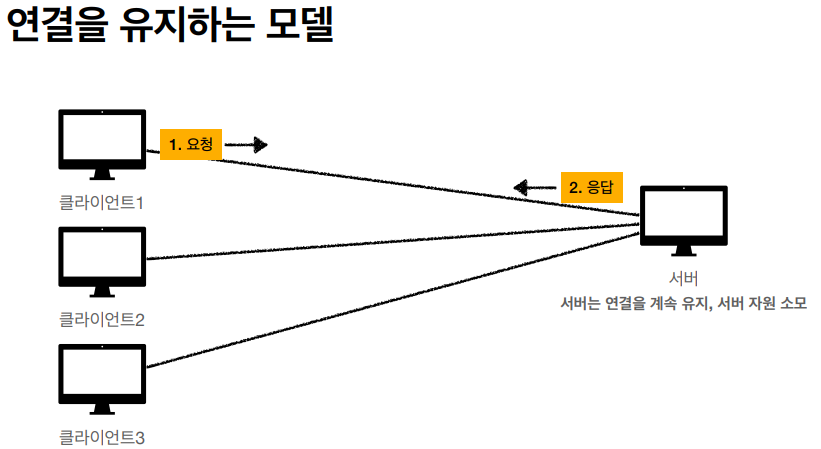 연결을 유지하는 모델
1. 요청
클라이언트1
2. 응답
클라이언트2
서버
서버는 연결을 계속 유지, 서버 자원 소모
클라이언트3